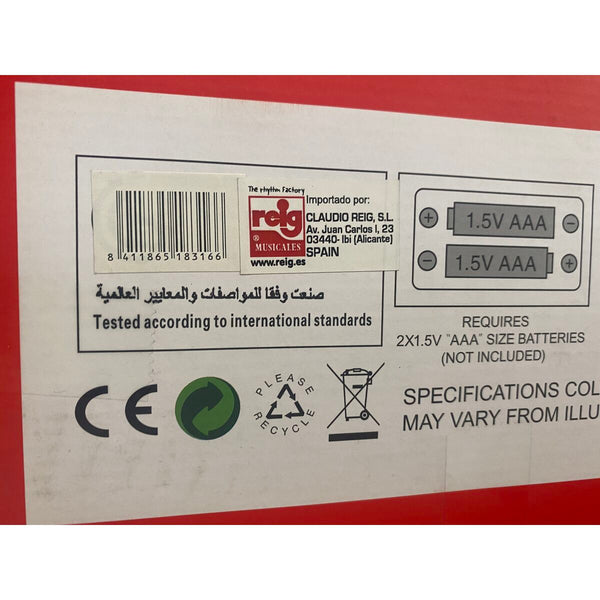 8 411865 183166
The rhythm Factory
reig
®
MUSICALES
www.reig.es
Importado por:
CLAUDIO REIG, S.L.
Av. Juan Carlos I, 23
03440- Ibi (Alicante)
SPAIN
صنعت وفقا للمواصفات والمعايير العالمية
Tested according to international standards
+ 1.5V AAA −
− 1.5V AAA +
REQUIRES
2X1.5V "AAA" SIZE BATTERIES
(NOT INCLUDED)
CE
PLEASE
RECYCLE
SPECIFICATIONS COL
MAY VARY FROM ILLU